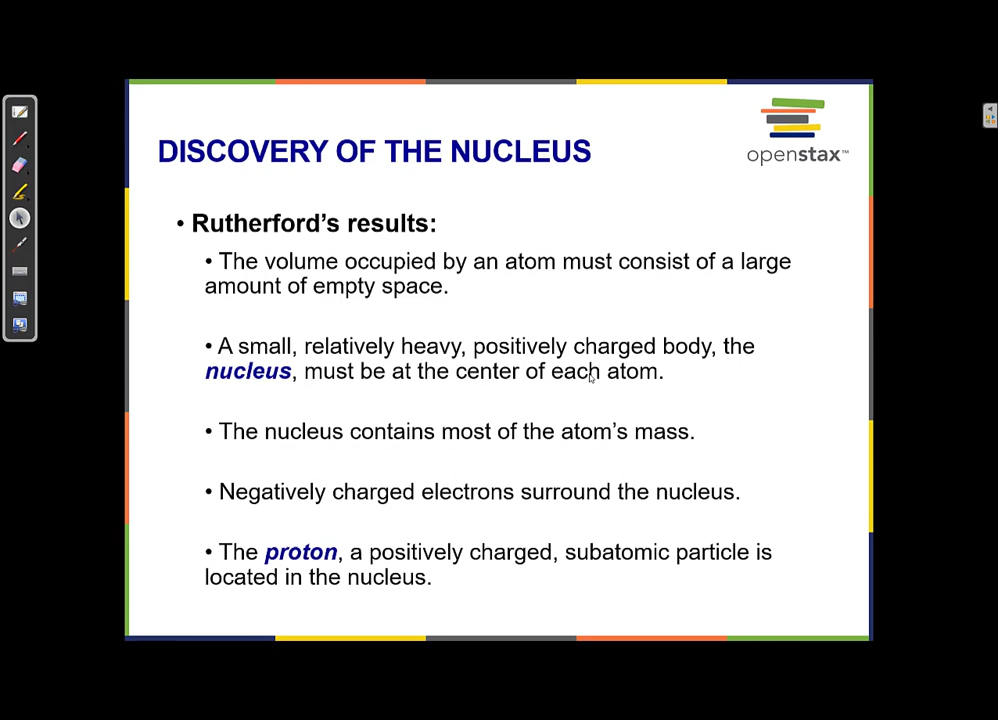 openstax™
DISCOVERY OF THE NUCLEUS
• Rutherford’s results:
• The volume occupied by an atom must consist of a large
amount of empty space.
• A small, relatively heavy, positively charged body, the
nucleus, must be at the center of each atom.
• The nucleus contains most of the atom’s mass.
• Negatively charged electrons surround the nucleus.
• The proton, a positively charged, subatomic particle is
located in the nucleus.